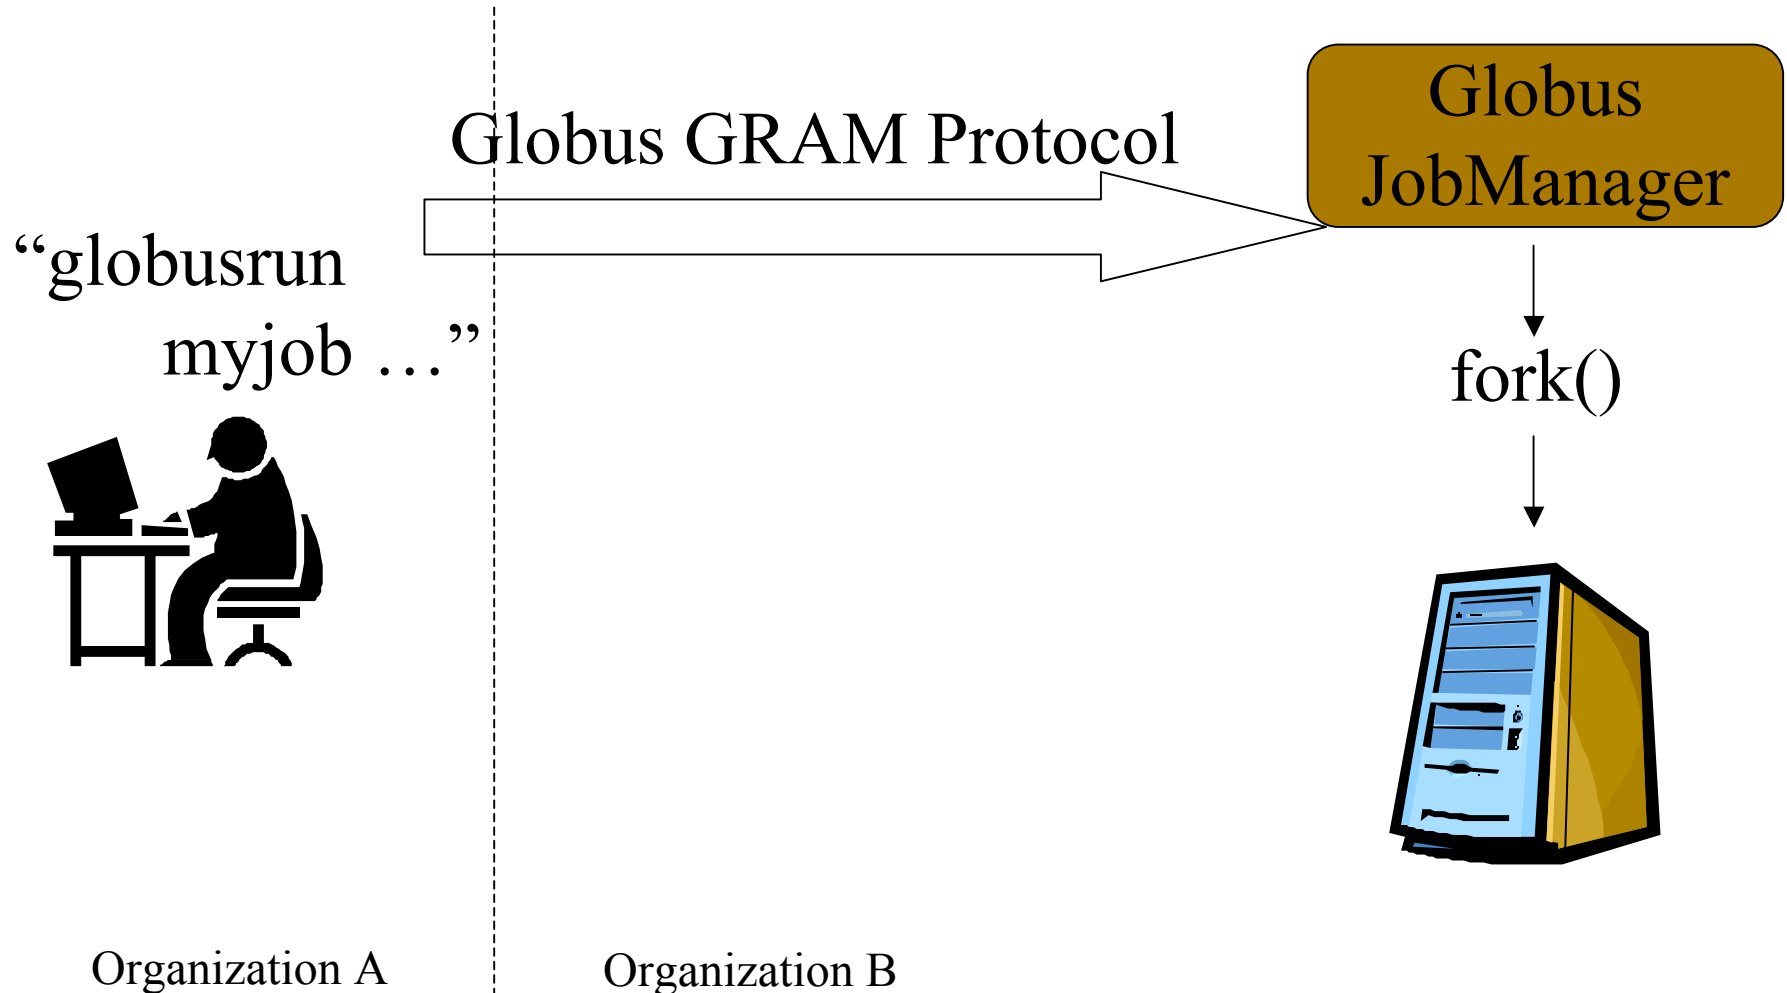 Globus GRAM Protocol
Globus
JobManager
“globusrun
myjob …”
fork()
Organization A
Organization B